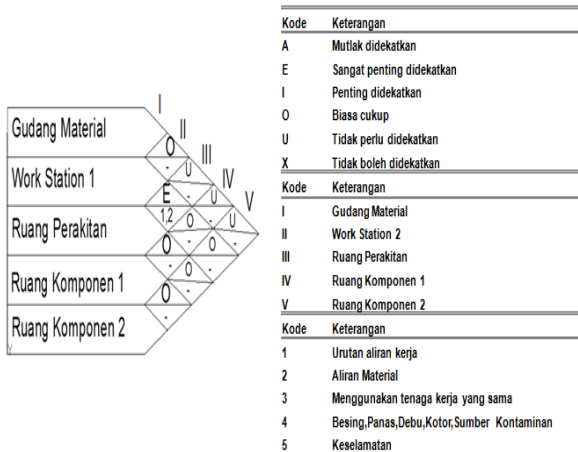 I
II
III
IV
V
Gudang Material
Work Station 1
Ruang Perakitan
Ruang Komponen 1
Ruang Komponen 2
O
-
U
-
U
-
U
-
E
1,2
O
-
O
-
O
-
O
-
O
-
Y
Kode Keterangan
A Mutlak didekatkan
E Sangat penting didekatkan
I Penting didekatkan
O Biasa cukup
U Tidak perlu didekatkan
X Tidak boleh didekatkan
Kode Keterangan
I Gudang Material
II Work Station 2
III Ruang Perakitan
IV Ruang Komponen 1
V Ruang Komponen 2
Kode Keterangan
1 Urutan aliran kerja
2 Aliran Material
3 Menggunakan tenaga kerja yang sama
4 Besing,Panas,Debu,Kotor,Sumber Kontaminan
5 Keselamatan